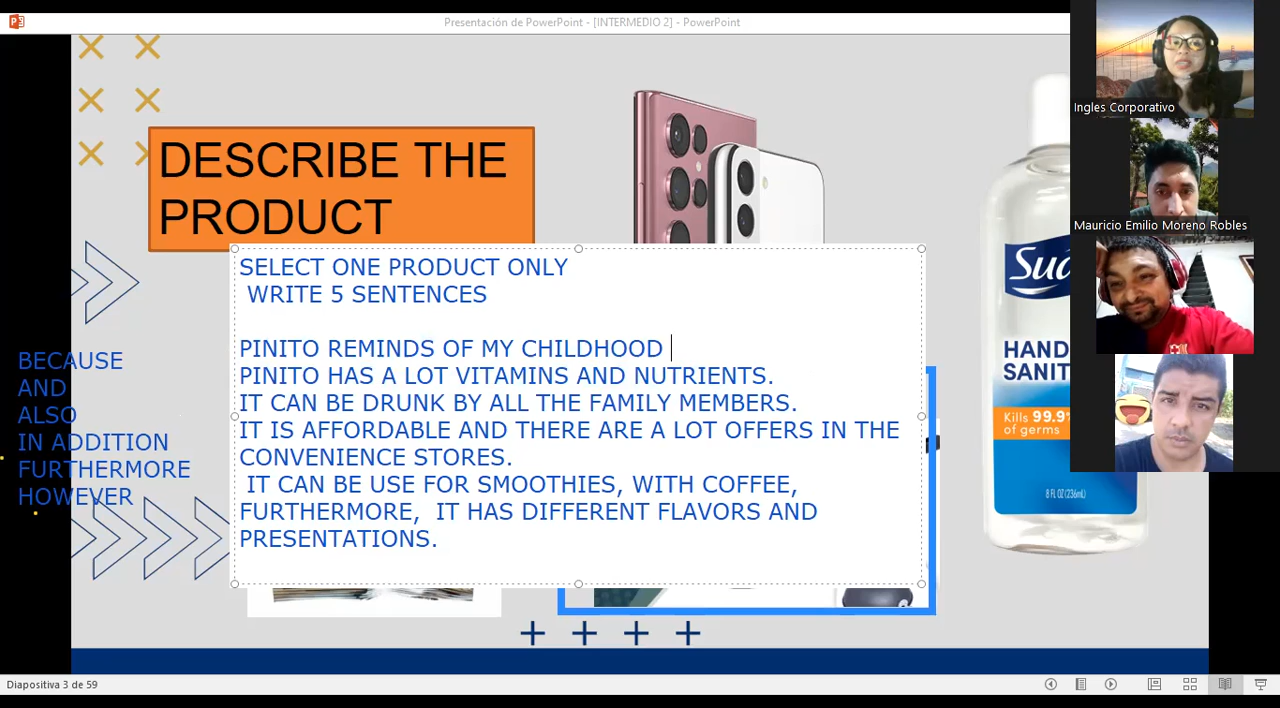 Presentación de PowerPoint - [INTERMEDIO 2] - PowerPoint
Ingles Corporativo
Mauricio Emilio Moreno Robles
DESCRIBE THE
PRODUCT
SELECT ONE PRODUCT ONLY
WRITE 5 SENTENCES
PINITO REMINDS OF MY CHILDHOOD
PINITO HAS A LOT VITAMINS AND NUTRIENTS.
IT CAN BE DRUNK BY ALL THE FAMILY MEMBERS.
IT IS AFFORDABLE AND THERE ARE A LOT OFFERS IN THE
CONVENIENCE STORES.
IT CAN BE USE FOR SMOOTHIES, WITH COFFEE,
FURTHERMORE, IT HAS DIFFERENT FLAVORS AND
PRESENTATIONS.
BECAUSE
AND
ALSO
IN ADDITION
FURTHERMORE
HOWEVER
HAND
Kills 99.9%
of germs
8 FL OZ (236mL)
Diapositiva 3 de 59